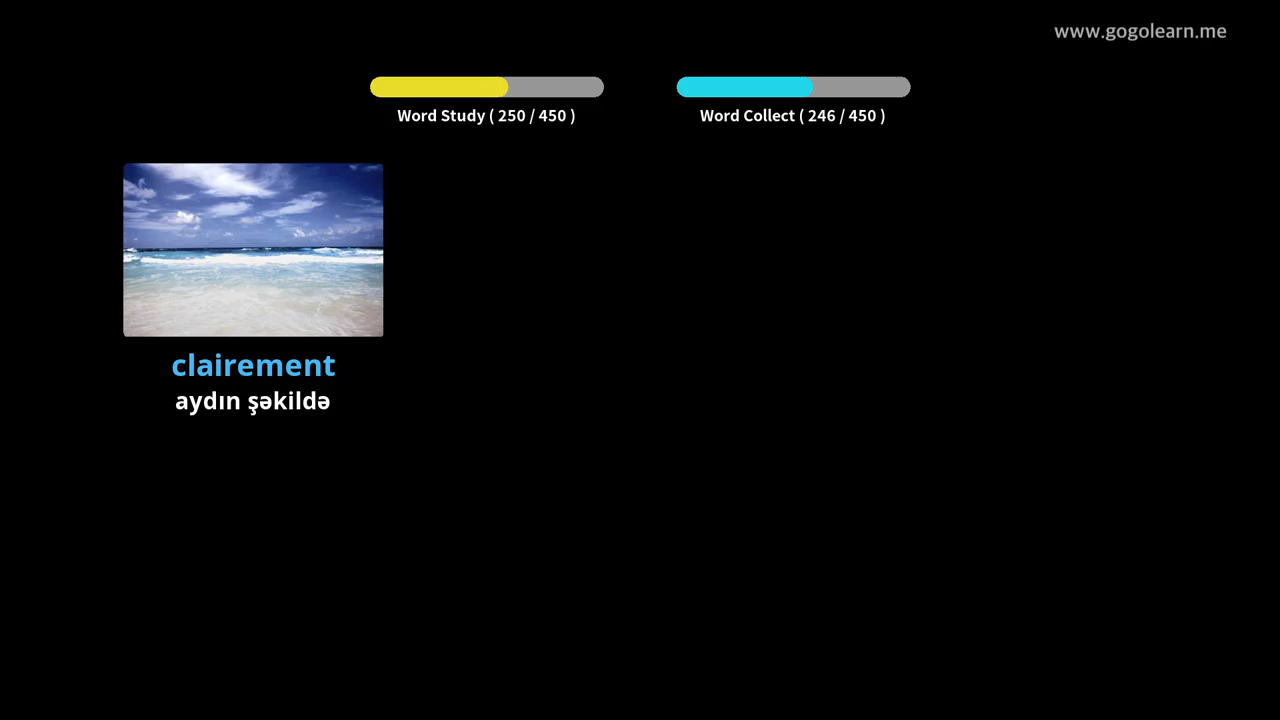 www.gogolearn.me
Word Study ( 250 / 450 )
Word Collect ( 246 / 450 )
clairement
aydın şəkildə